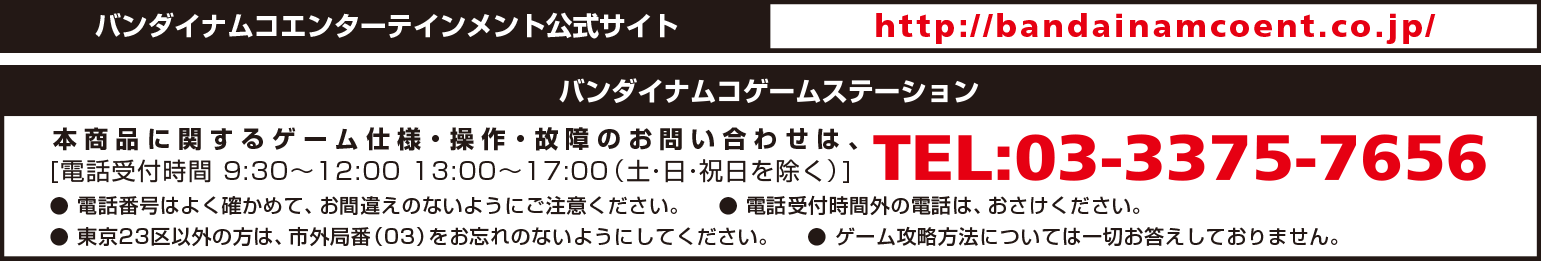 バンダイナムコエンターテインメント公式サイト http://bandainamcoent.co.jp/
バンダイナムコゲームステーション
本商品に関するゲーム仕様・操作・故障のお問い合わせは、 TEL:03-3375-7656
[電話受付時間 9:30～12:00 13:00～17:00（土・日・祝日を除く）]
● 電話番号はよく確かめて、お間違えのないようにご注意ください。 ● 電話受付時間外の電話は、おさけください。
● 東京23区以外の方は、市外局番（03）をお忘れのないようにしてください。 ● ゲーム攻略方法については一切お答えしておりません。